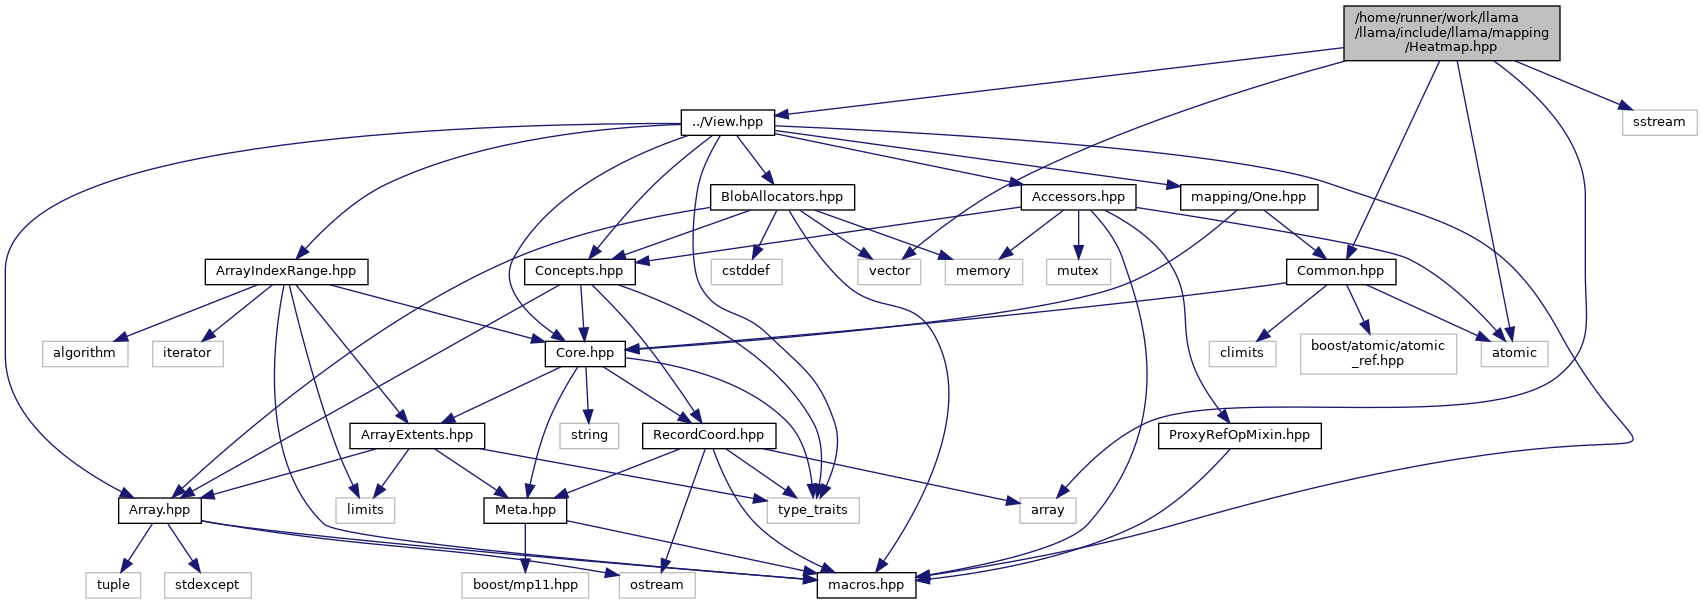 /home/runner/work/llama
/llama/include/llama/mapping
/Heatmap.hpp
../View.hpp
sstream
BlobAllocators.hpp
Accessors.hpp
mapping/One.hpp
ArrayIndexRange.hpp
Concepts.hpp
cstddef
vector
memory
mutex
Common.hpp
algorithm
iterator
Core.hpp
climits
boost/atomic/atomic
_ref.hpp
atomic
ArrayExtents.hpp
string
RecordCoord.hpp
ProxyRefOpMixin.hpp
Array.hpp
limits
Meta.hpp
type_traits
array
tuple
stdexcept
boost/mp11.hpp
ostream
macros.hpp